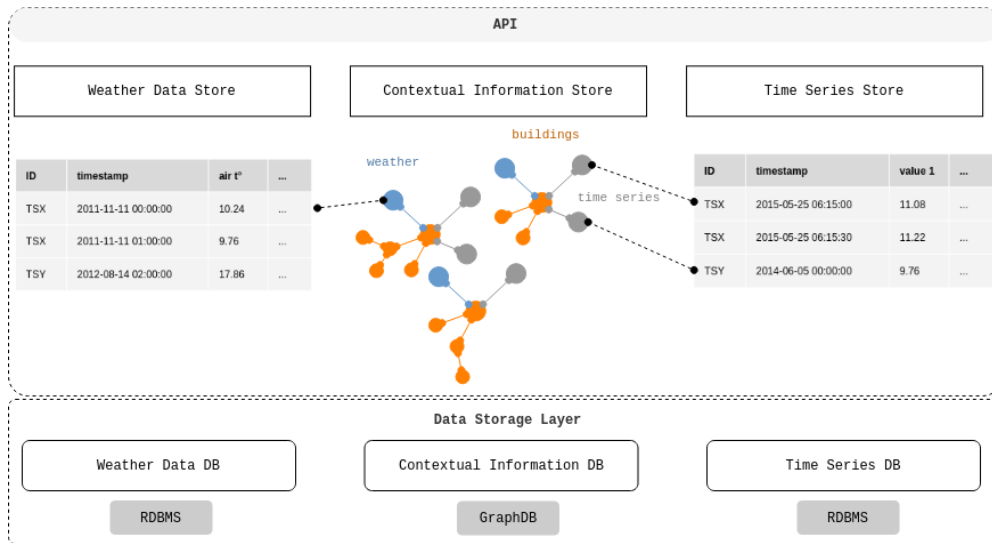 API
Weather Data Store
Contextual Information Store
Time Series Store
buildings
weather
time series
ID timestamp air t° ...
TSX 2011-11-11 00:00:00 10.24 ...
TSX 2011-11-11 01:00:00 9.76 ...
TSY 2012-08-14 02:00:00 17.86 ...
ID timestamp value 1 ...
TSX 2015-05-25 06:15:00 11.08 ...
TSX 2015-05-25 06:15:30 11.22 ...
TSY 2014-06-05 00:00:00 9.76 ...
Data Storage Layer
Weather Data DB
Contextual Information DB
Time Series DB
RDBMS
GraphDB
RDBMS